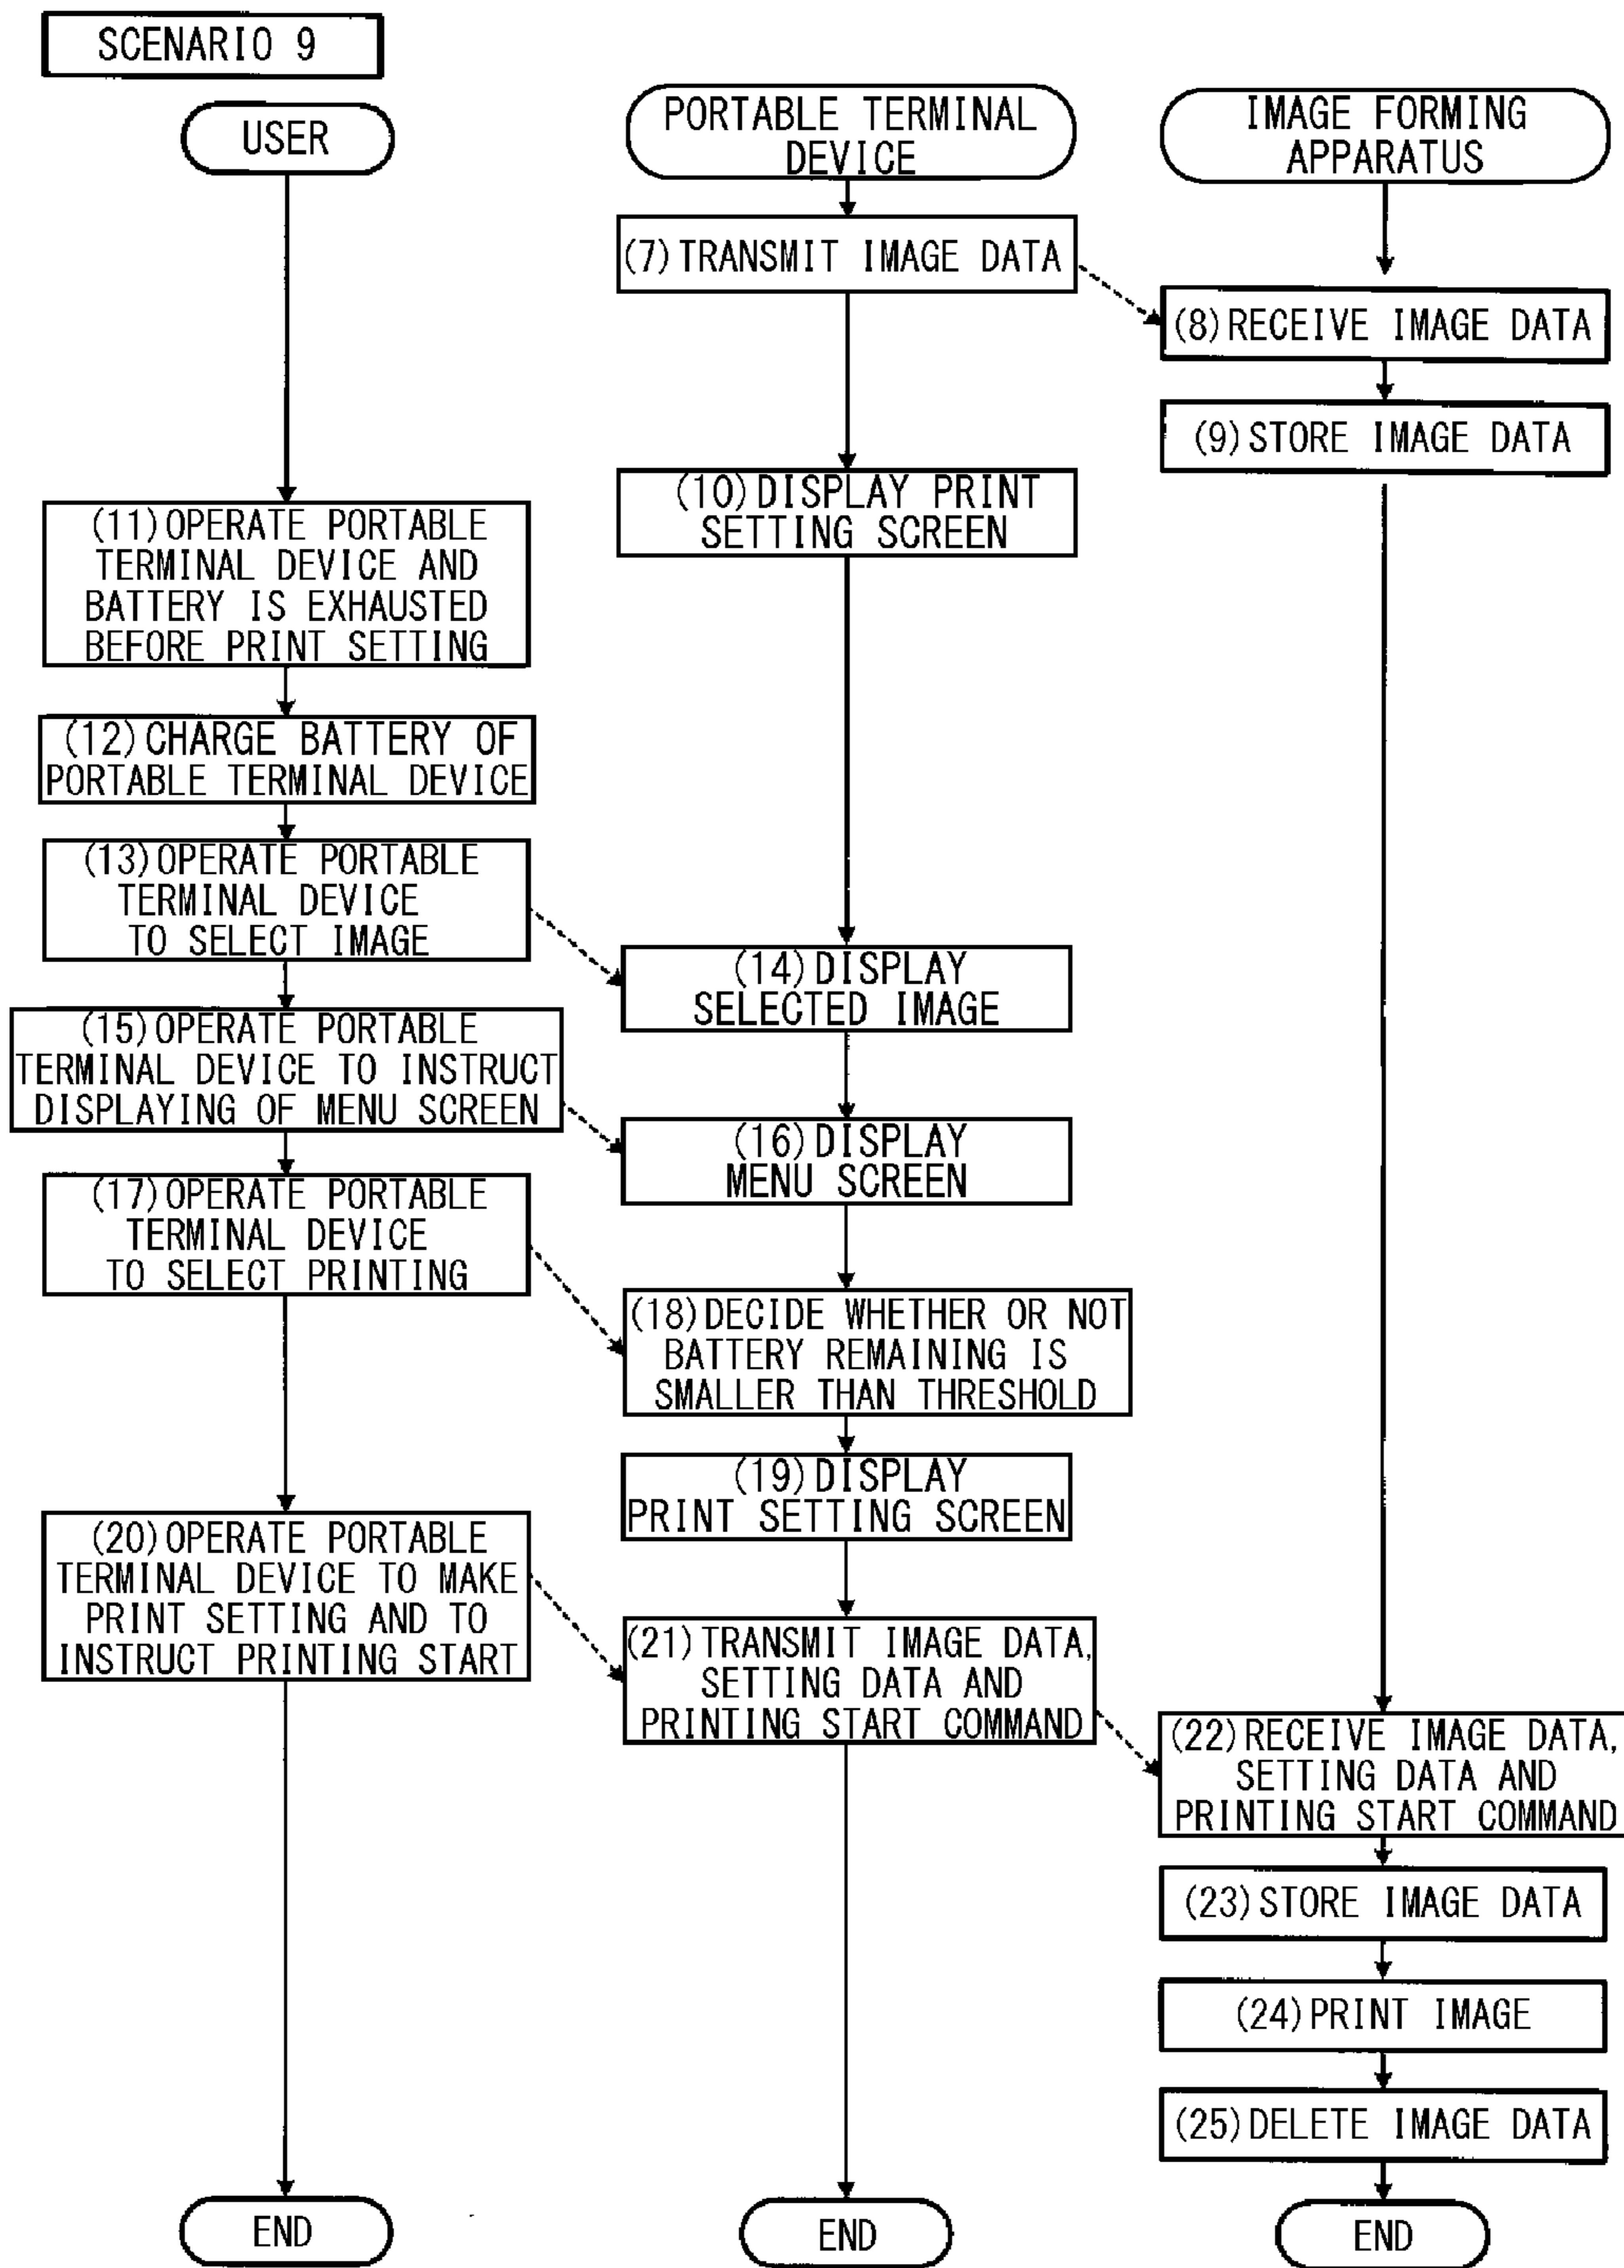 SCENARIO 9
USER
PORTABLE TERMINAL
DEVICE
IMAGE FORMING
APPARATUS
(7) TRANSMIT IMAGE DATA
(8) RECEIVE IMAGE DATA
(9) STORE IMAGE DATA
(10) DISPLAY PRINT
SETTING SCREEN
(11) OPERATE PORTABLE
TERMINAL DEVICE AND
BATTERY IS EXHAUSTED
BEFORE PRINT SETTING
(12) CHARGE BATTERY OF
PORTABLE TERMINAL DEVICE
(13) OPERATE PORTABLE
TERMINAL DEVICE
TO SELECT IMAGE
(14) DISPLAY
SELECTED IMAGE
(15) OPERATE PORTABLE
TERMINAL DEVICE TO INSTRUCT
DISPLAYING OF MENU SCREEN
(16) DISPLAY
MENU SCREEN
(17) OPERATE PORTABLE
TERMINAL DEVICE
TO SELECT PRINTING
(18) DECIDE WHETHER OR NOT
BATTERY REMAINING IS
SMALLER THAN THRESHOLD
(19) DISPLAY
PRINT SETTING SCREEN
(20) OPERATE PORTABLE
TERMINAL DEVICE TO MAKE
PRINT SETTING AND TO
INSTRUCT PRINTING START
(21) TRANSMIT IMAGE DATA,
SETTING DATA AND
PRINTING START COMMAND
(22) RECEIVE IMAGE DATA,
SETTING DATA AND
PRINTING START COMMAND
(23) STORE IMAGE DATA
(24) PRINT IMAGE
(25) DELETE IMAGE DATA
END
END
END